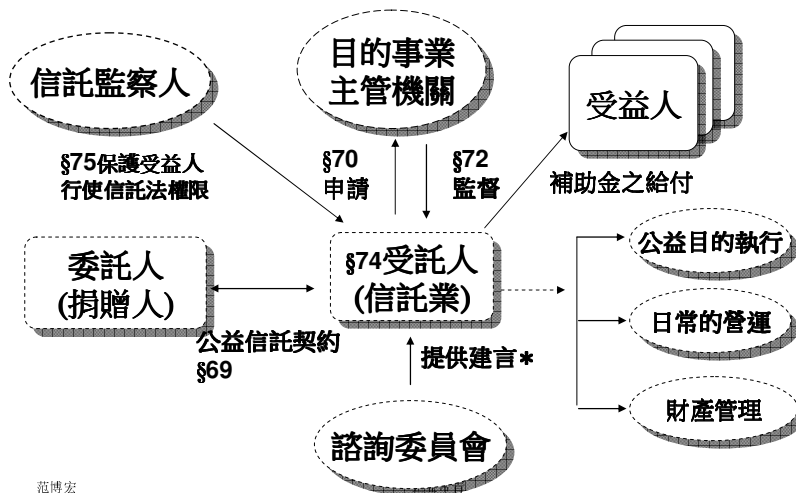 信託監察人
目的事業
主管機關
受益人
§75保護受益人
行使信託法權限
§70
申請
§72
監督
補助金之給付
委託人
(捐贈人)
§74受託人
(信託業)
公益目的執行
日常的營運
財產管理
公益信託契約
§69
提供建言*
諮詢委員會
范博宏